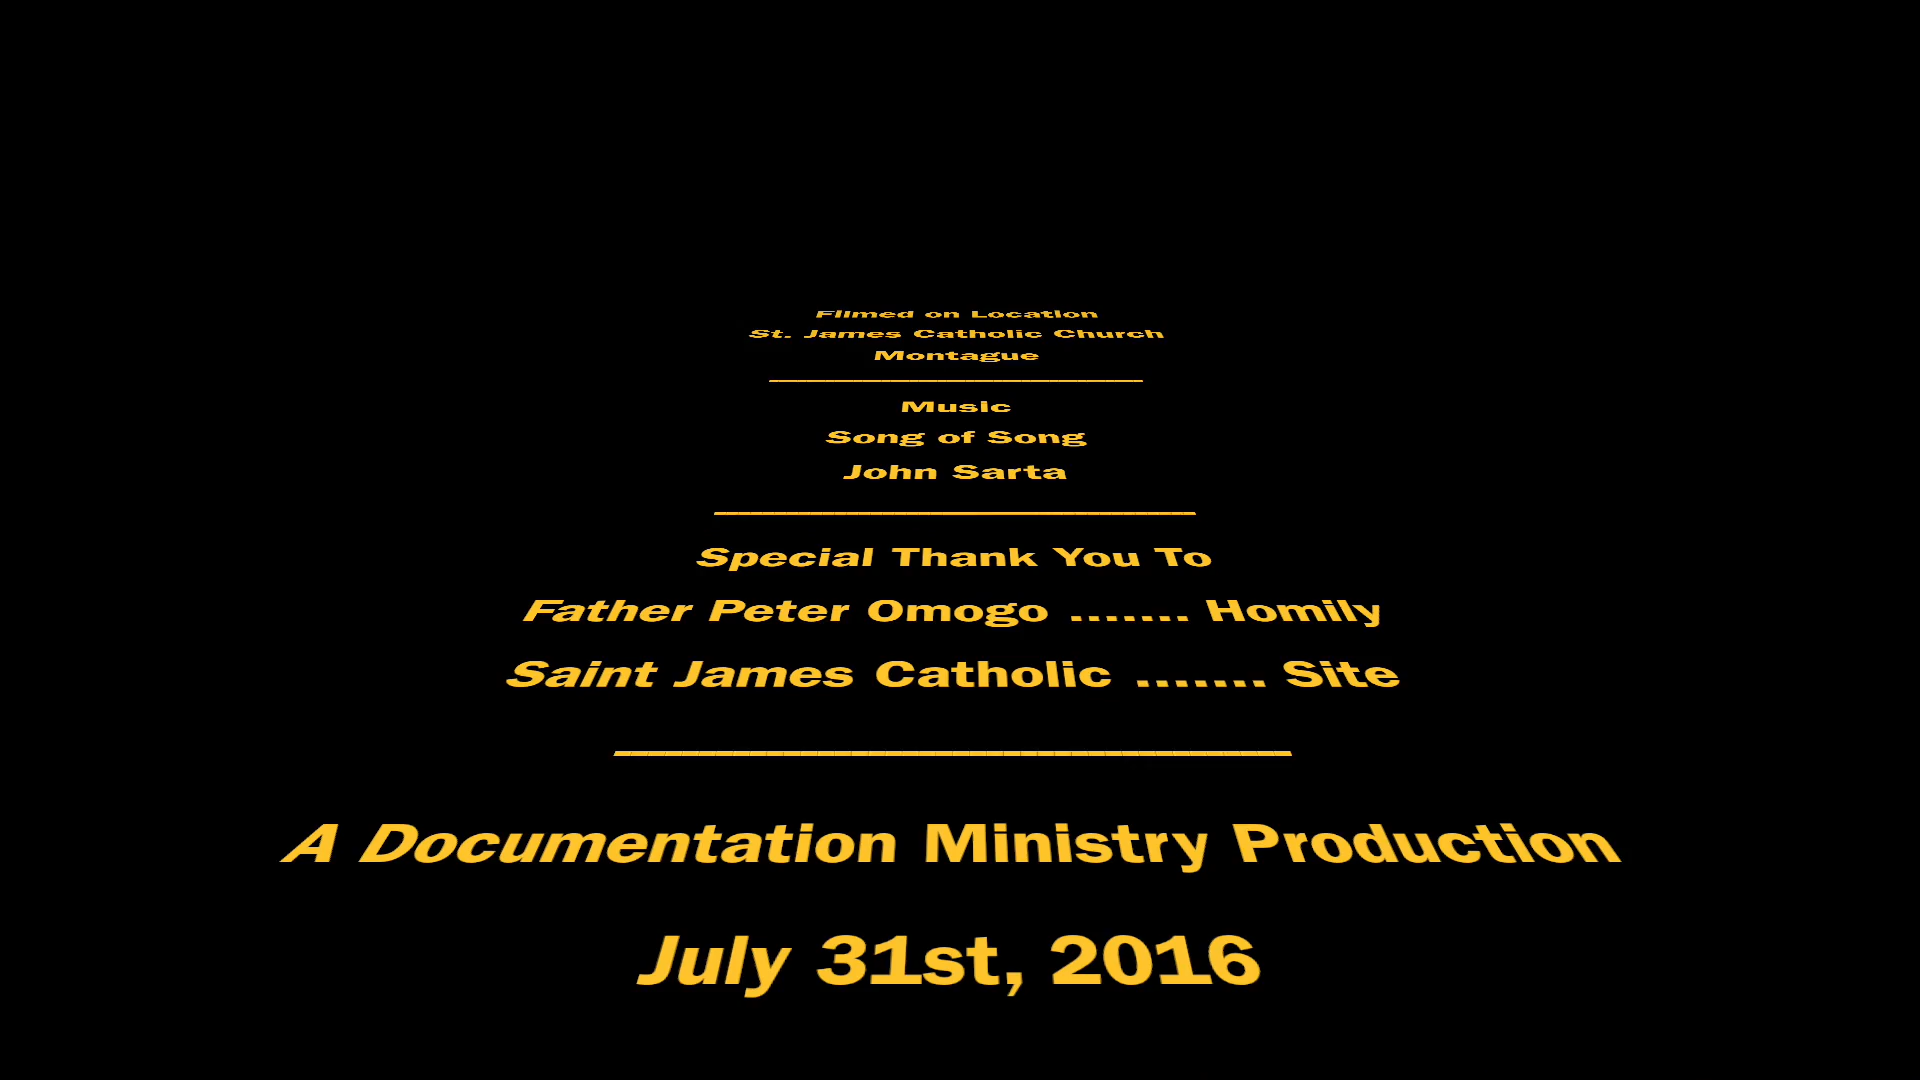 Filmed on Location
St. James Catholic Church
Montague
Music
Song of Song
John Sarta
Special Thank You To
Father Peter Omogo ....... Homily
Saint James Catholic ....... Site
A Documentation Ministry Production
July 31st, 2016